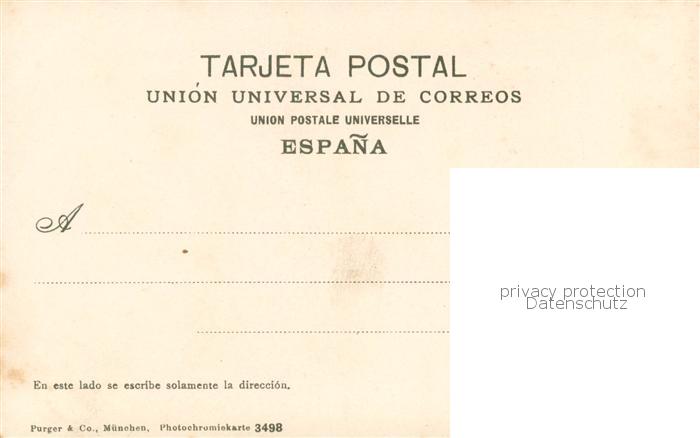 TARJETA POSTAL
UNIÓN UNIVERSAL DE CORREOS
UNION POSTALE UNIVERSELLE
ESPAÑA
A
privacy protection
Datenschutz
En este lado se escribe solamente la dirección.
Purger & Co., München, Photochromiekarte 3498